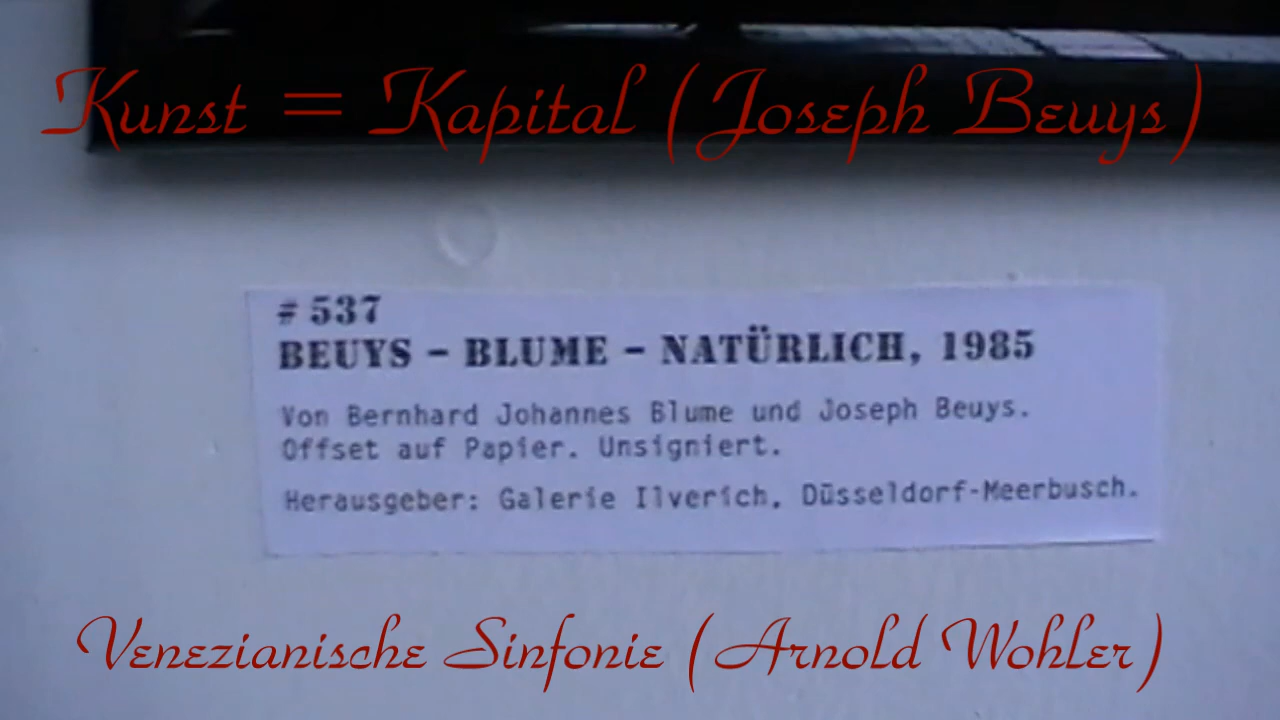 Kunst = Kapital (Joseph Beuys)
# 537
BEUYS – BLUME – NATÜRLICH, 1985
Von Bernhard Johannes Blume und Joseph Beuys.
Offset auf Papier. Unsigniert.
Herausgeber: Galerie Ilverich, Düsseldorf-Meerbusch.
Venezianische Sinfonie (Arnold Wohler)